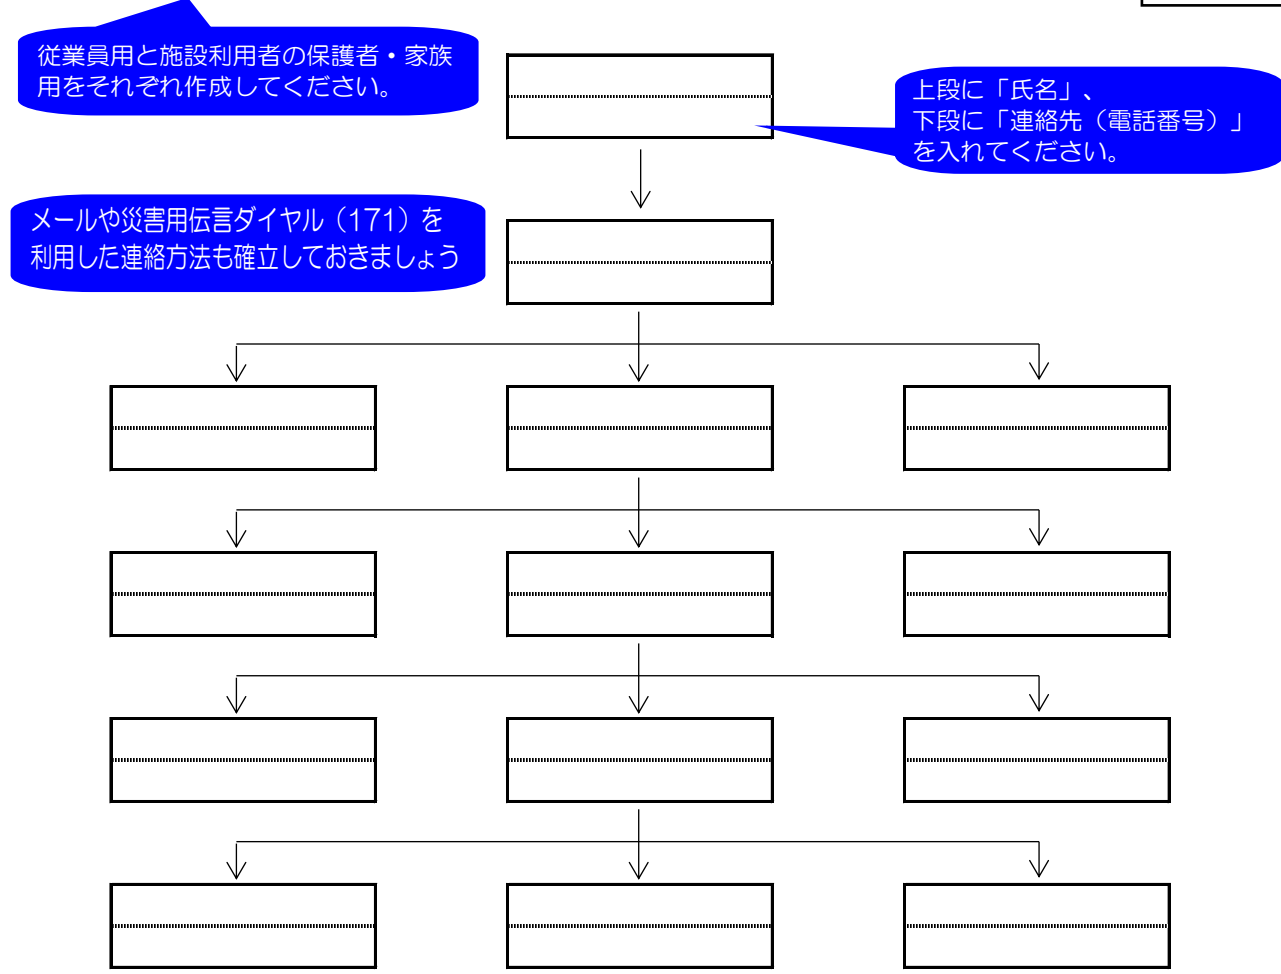 従業員用と施設利用者の保護者・家族
用をそれぞれ作成してください。
上段に「氏名」、
下段に「連絡先（電話番号）」
を入れてください。
メールや災害用伝言ダイヤル（171）を
利用した連絡方法も確立しておきましょう